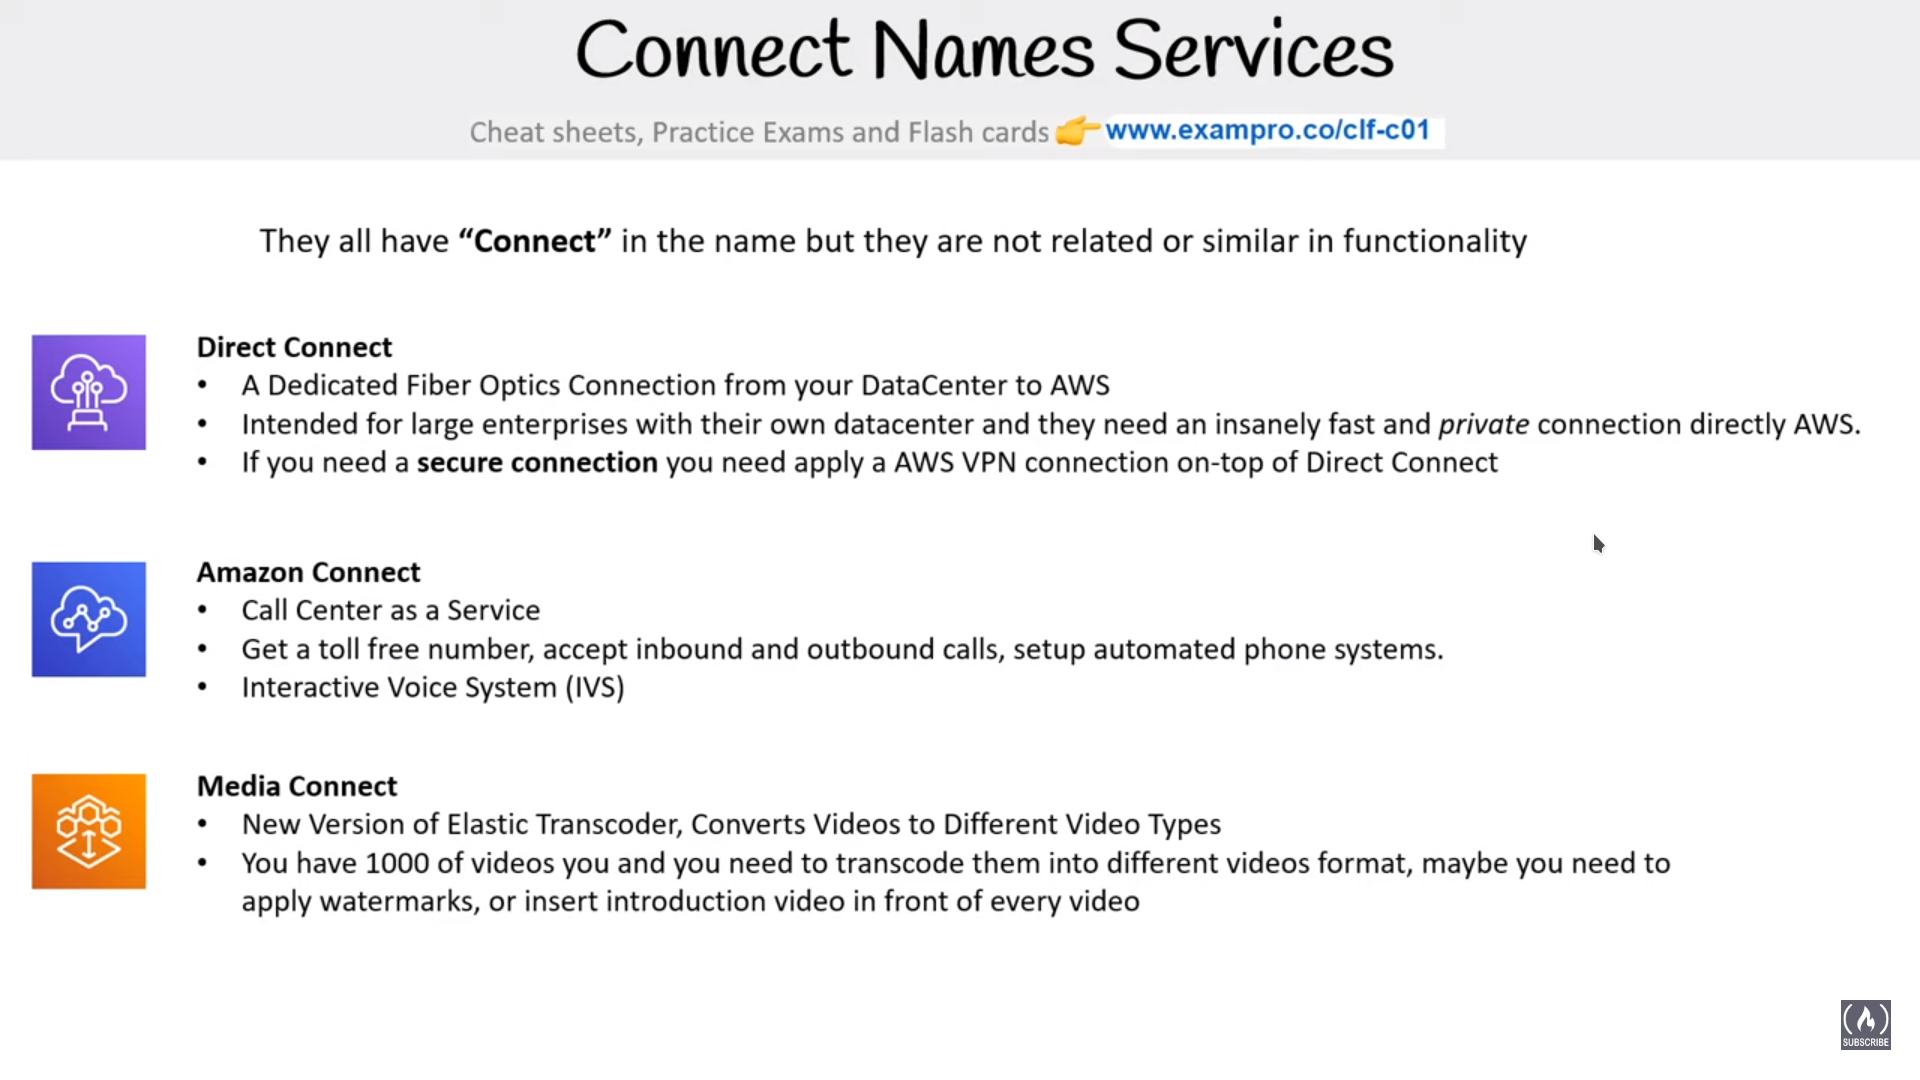 Connect Names Services
Cheat sheets, Practice Exams and Flash cards 👉 www.exampro.co/clf-c01
They all have “Connect” in the name but they are not related or similar in functionality
Direct Connect
• A Dedicated Fiber Optics Connection from your DataCenter to AWS
• Intended for large enterprises with their own datacenter and they need an insanely fast and private connection directly AWS.
• If you need a secure connection you need apply a AWS VPN connection on-top of Direct Connect
Amazon Connect
• Call Center as a Service
• Get a toll free number, accept inbound and outbound calls, setup automated phone systems.
• Interactive Voice System (IVS)
Media Connect
• New Version of Elastic Transcoder, Converts Videos to Different Video Types
• You have 1000 of videos you and you need to transcode them into different videos format, maybe you need to
apply watermarks, or insert introduction video in front of every video
SUBSCRIBE